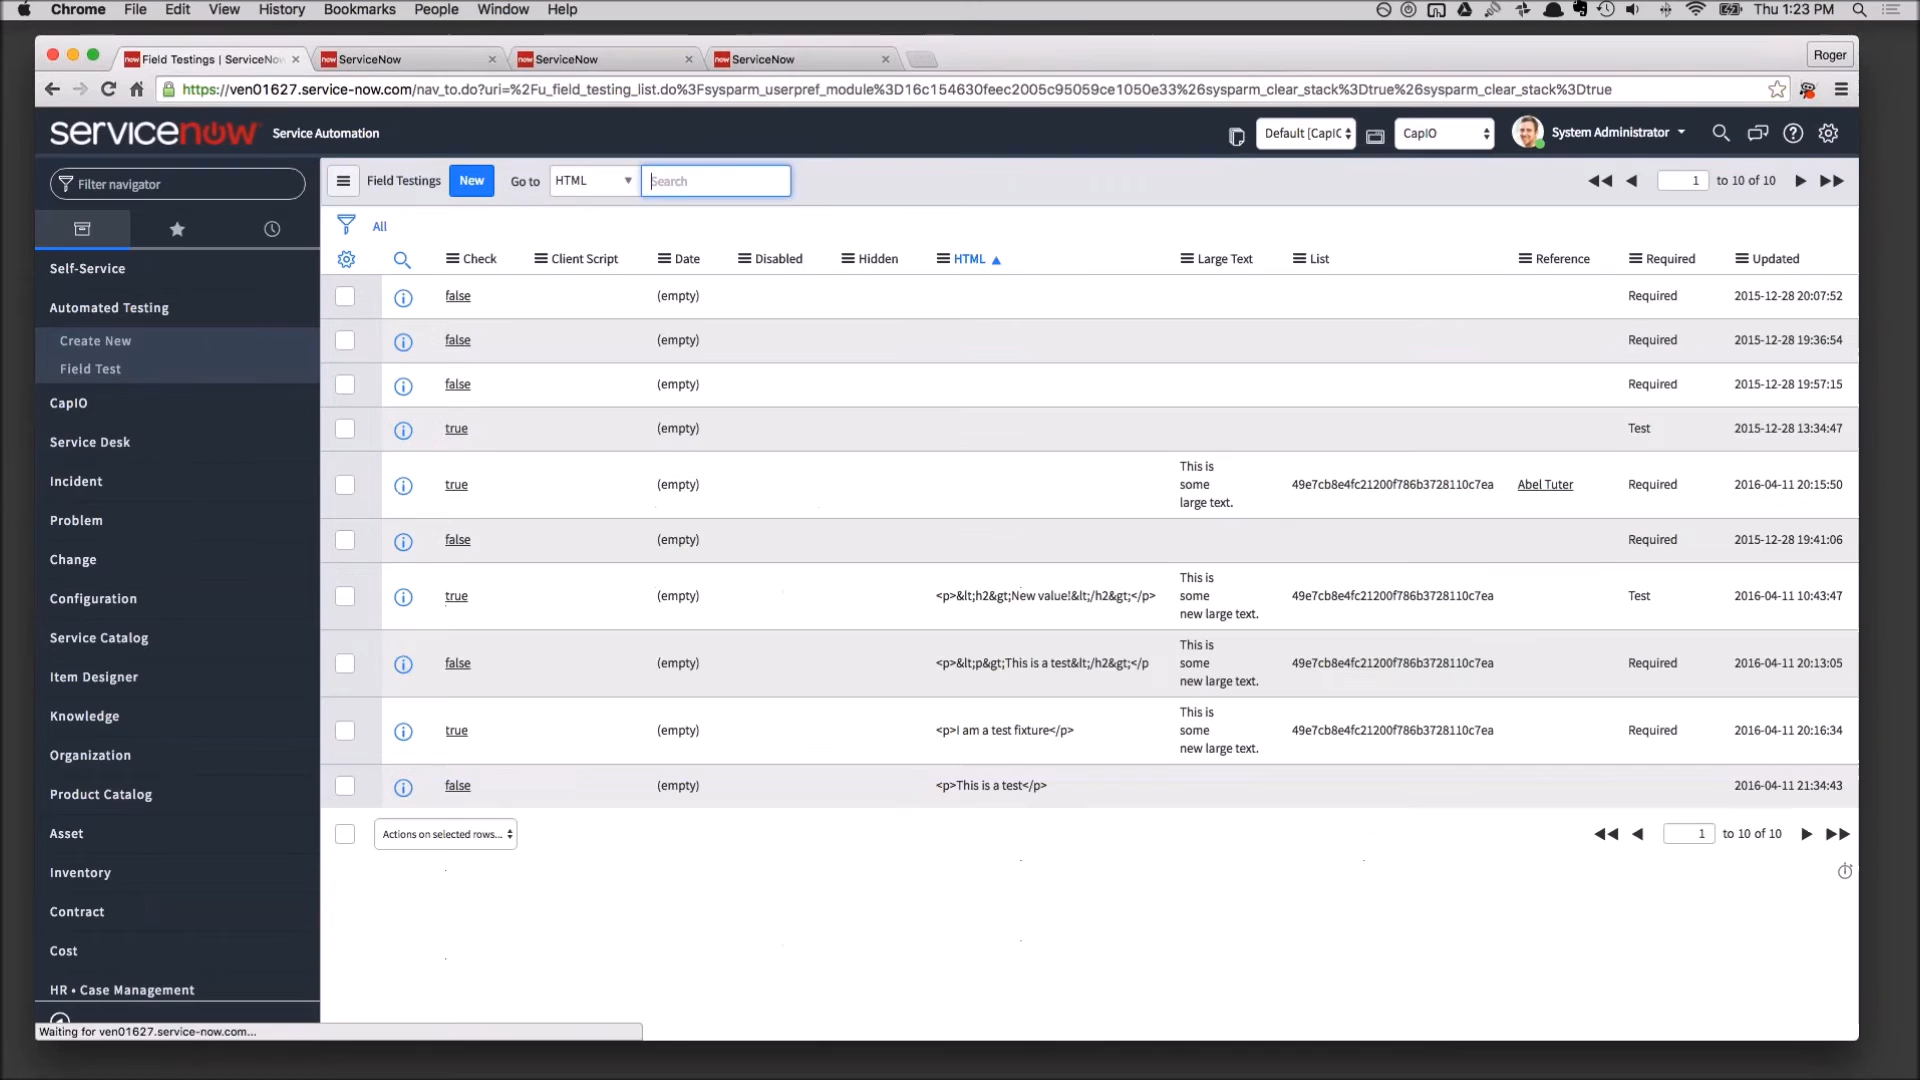 Chrome File Edit View History Bookmarks People Window Help Thu 1:23 PM
Field Testings | ServiceNow ServiceNow ServiceNow ServiceNow Roger
https://ven01627.service-now.com/nav_to.do?uri=%2Fu_field_testing_list.do%3Fsysparm_userpref_module%3D16c154630feec2005c95059ce1050e33%26sysparm_clear_stack%3Dtrue%26sysparm_clear_stack%3Dtrue
servicenow Service Automation Default [CapIC CapIO System Administrator
Filter navigator
Field Testings New Go to HTML Search 1 to 10 of 10
All
Check Client Script Date Disabled Hidden HTML Large Text List Reference Required Updated
false (empty) Required 2015-12-28 20:07:52
false (empty) Required 2015-12-28 19:36:54
false (empty) Required 2015-12-28 19:57:15
true (empty) Test 2015-12-28 13:34:47
This is
true (empty) some 49e7cb8e4fc21200f786b3728110c7ea Abel Tuter Required 2016-04-11 20:15:50
large text.
false (empty) Required 2015-12-28 19:41:06
This is
true (empty) <p>&lt;h2&gt;New value!&lt;/h2&gt;</p> some 49e7cb8e4fc21200f786b3728110c7ea Test 2016-04-11 10:43:47
new large text.
This is
false (empty) <p>&lt;p&gt;This is a test&lt;/h2&gt;</p some 49e7cb8e4fc21200f786b3728110c7ea Required 2016-04-11 20:13:05
new large text.
This is
true (empty) <p>I am a test fixture</p> some 49e7cb8e4fc21200f786b3728110c7ea Required 2016-04-11 20:16:34
new large text.
false (empty) <p>This is a test</p> 2016-04-11 21:34:43
Actions on selected rows... 1 to 10 of 10
Self-Service
Automated Testing
Create New
Field Test
CapIO
Service Desk
Incident
Problem
Change
Configuration
Service Catalog
Item Designer
Knowledge
Organization
Product Catalog
Asset
Inventory
Contract
Cost
HR • Case Management
Waiting for ven01627.service-now.com...